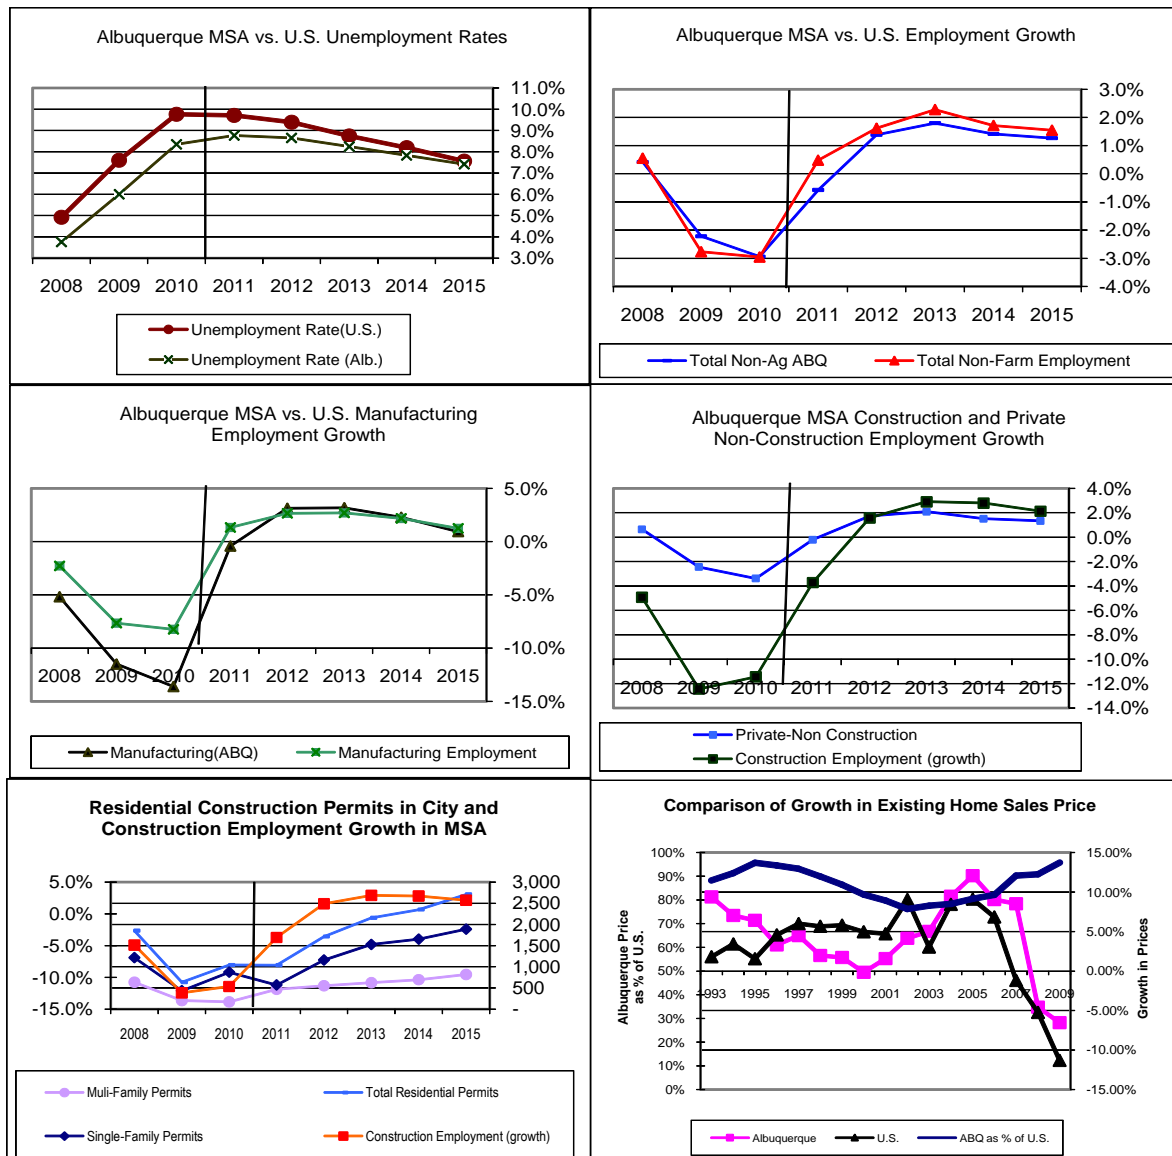 Albuquerque MSA vs. U.S. Unemployment Rates
11.0%
10.0%
9.0%
8.0%
7.0%
6.0%
5.0%
4.0%
3.0%
2008 2009 2010 2011 2012 2013 2014 2015
Unemployment Rate(U.S.)
Unemployment Rate (Alb.)
Albuquerque MSA vs. U.S. Employment Growth
3.0%
2.0%
1.0%
0.0%
-1.0%
-2.0%
-3.0%
-4.0%
2008 2009 2010 2011 2012 2013 2014 2015
Total Non-Ag ABQ Total Non-Farm Employment
Albuquerque MSA vs. U.S. Manufacturing
Employment Growth
5.0%
0.0%
-5.0%
-10.0%
-15.0%
2008 2009 2010 2011 2012 2013 2014 2015
Manufacturing(ABQ) Manufacturing Employment
Albuquerque MSA Construction and Private
Non-Construction Employment Growth
4.0%
2.0%
0.0%
-2.0%
-4.0%
-6.0%
-8.0%
-10.0%
-12.0%
-14.0%
2008 2009 2010 2011 2012 2013 2014 2015
Private-Non Construction
Construction Employment (growth)
Residential Construction Permits in City and
Construction Employment Growth in MSA
5.0%
0.0%
-5.0%
-10.0%
-15.0%
3,000
2,500
2,000
1,500
1,000
500
-
2008 2009 2010 2011 2012 2013 2014 2015
Muli-Family Permits Total Residential Permits
Single-Family Permits Construction Employment (growth)
Comparison of Growth in Existing Home Sales Price
Albuquerque Price
as % of U.S.
100%
90%
80%
70%
60%
50%
40%
30%
20%
10%
0%
15.00%
10.00%
5.00%
0.00%
-5.00%
-10.00%
-15.00%
Growth in Prices
1993 1995 1997 1999 2001 2003 2005 2007 2009
Albuquerque U.S. ABQ as % of U.S.